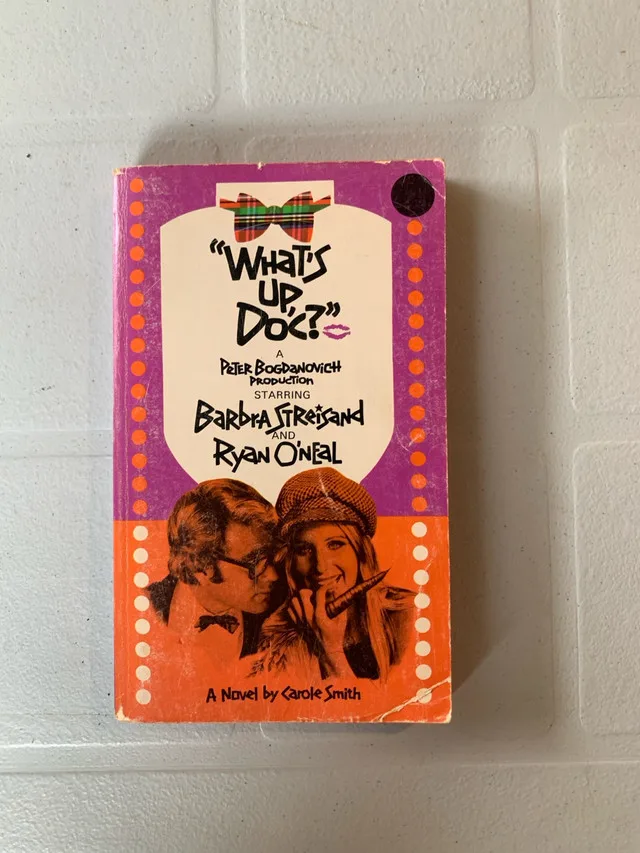 "What's
Up,
Doc?"
A
Peter Bogdanovich
Production
STARRING
Barbra Streisand
AND
Ryan O'Neal
A Novel by Carole Smith